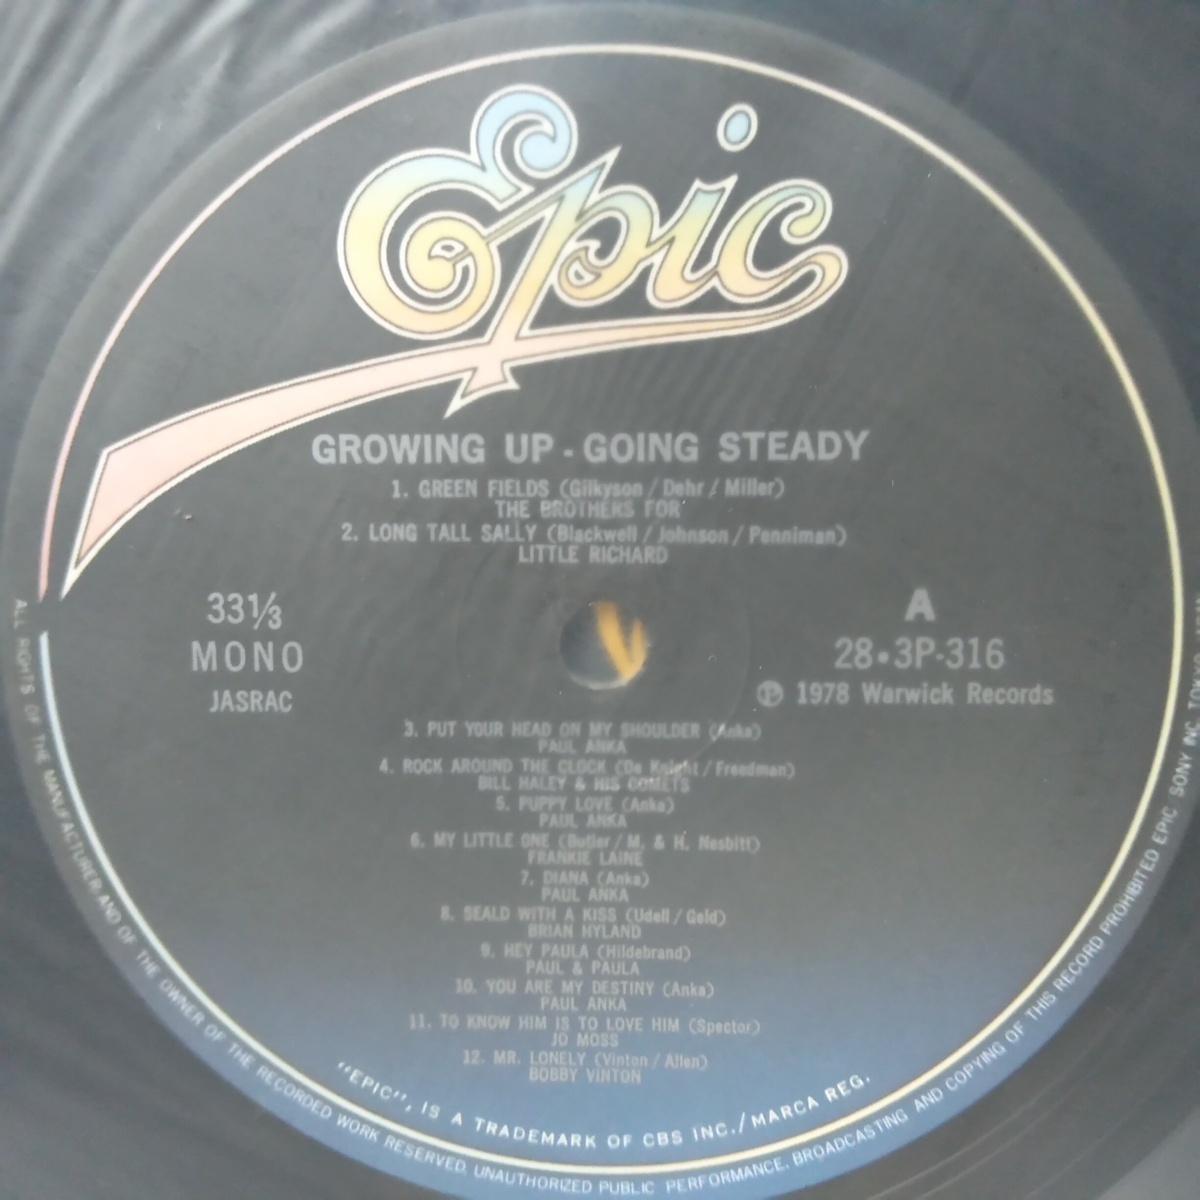 Epic
GROWING UP - GOING STEADY
1. GREEN FIELDS (Gilkyson / Dehr / Miller)
THE BROTHERS FOR
2. LONG TALL SALLY (Blackwell / Johnson / Penniman)
LITTLE RICHARD
33⅓
MONO
JASRAC
A
28•3P-316
Ⓟ 1978 Warwick Records
3. PUT YOUR HEAD ON MY SHOULDER (Anka)
PAUL ANKA
4. ROCK AROUND THE CLOCK (De Knight / Freedman)
BILL HALEY & HIS COMETS
5. PUPPY LOVE (Anka)
PAUL ANKA
6. MY LITTLE ONE (Butler / M. & H. Nesbitt)
FRANKIE LAINE
7. DIANA (Anka)
PAUL ANKA
8. SEALD WITH A KISS (Udell / Geld)
BRIAN HYLAND
9. HEY PAULA (Hildebrand)
PAUL & PAULA
10. YOU ARE MY DESTINY (Anka)
PAUL ANKA
11. TO KNOW HIM IS TO LOVE HIM (Spector)
JO MOSS
12. MR. LONELY (Vinton / Allen)
BOBBY VINTON
"EPIC", IS A TRADEMARK OF CBS INC./MARCA REG.
ALL RIGHTS OF THE MANUFACTURER AND OF THE OWNER OF THE RECORDED WORK RESERVED. UNAUTHORIZED PUBLIC PERFORMANCE. BROADCASTING AND COPYING OF THIS RECORD PROHIBITED EPIC SONY INC. TOKYO